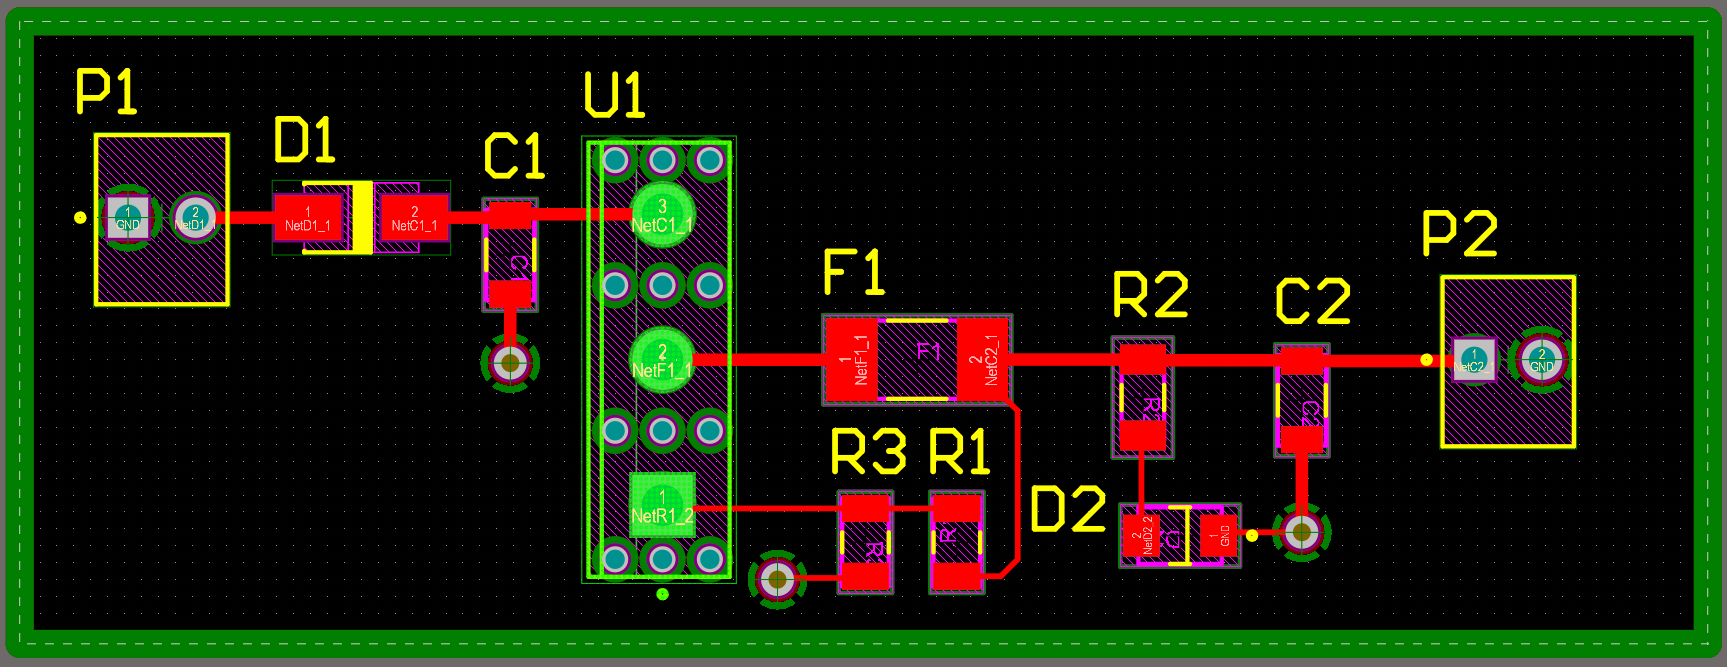 P1
U1
D1
C1
1
GND
2
NetD1_1
1
NetD1_1
2
NetC1_1
3
NetC1_1
C1
P2
F1
R2
C2
2
NetF1_1
1
NetF1_1
F1
2
NetC2_1
1
NetC2_1
2
GND
R2
C2
R3
R1
D2
1
NetR1_2
R3
R
2
NetD2_2
1
GND